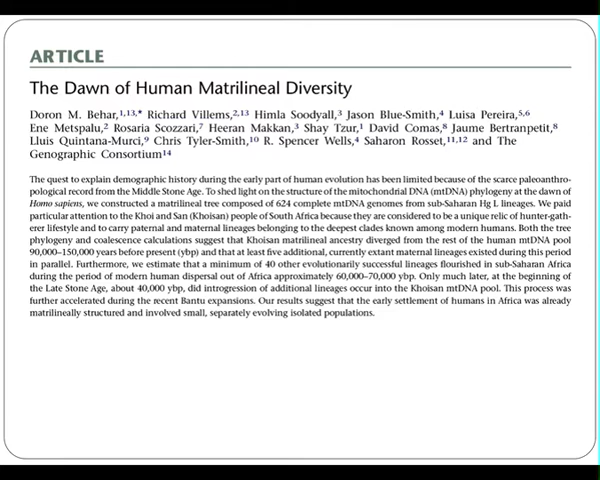 ARTICLE
The Dawn of Human Matrilineal Diversity
Doron M. Behar,1,13,* Richard Villems,2,13 Himla Soodyall,3 Jason Blue-Smith,4 Luisa Pereira,5,6
Ene Metspalu,2 Rosaria Scozzari,7 Heeran Makkan,3 Shay Tzur,1 David Comas,8 Jaume Bertranpetit,8
Lluis Quintana-Murci,9 Chris Tyler-Smith,10 R. Spencer Wells,4 Saharon Rosset,11,12 and The
Genographic Consortium14
The quest to explain demographic history during the early part of human evolution has been limited because of the scarce paleoanthro-
pological record from the Middle Stone Age. To shed light on the structure of the mitochondrial DNA (mtDNA) phylogeny at the dawn of
Homo sapiens, we constructed a matrilineal tree composed of 624 complete mtDNA genomes from sub-Saharan Hg L lineages. We paid
particular attention to the Khoi and San (Khoisan) people of South Africa because they are considered to be a unique relic of hunter-gath-
erer lifestyle and to carry paternal and maternal lineages belonging to the deepest clades known among modern humans. Both the tree
phylogeny and coalescence calculations suggest that Khoisan matrilineal ancestry diverged from the rest of the human mtDNA pool
90,000-150,000 years before present (ybp) and that at least five additional, currently extant maternal lineages existed during this period
in parallel. Furthermore, we estimate that a minimum of 40 other evolutionarily successful lineages flourished in sub-Saharan Africa
during the period of modern human dispersal out of Africa approximately 60,000-70,000 ybp. Only much later, at the beginning of
the Late Stone Age, about 40,000 ybp, did introgression of additional lineages occur into the Khoisan mtDNA pool. This process was
further accelerated during the recent Bantu expansions. Our results suggest that the early settlement of humans in Africa was already
matrilineally structured and involved small, separately evolving isolated populations.